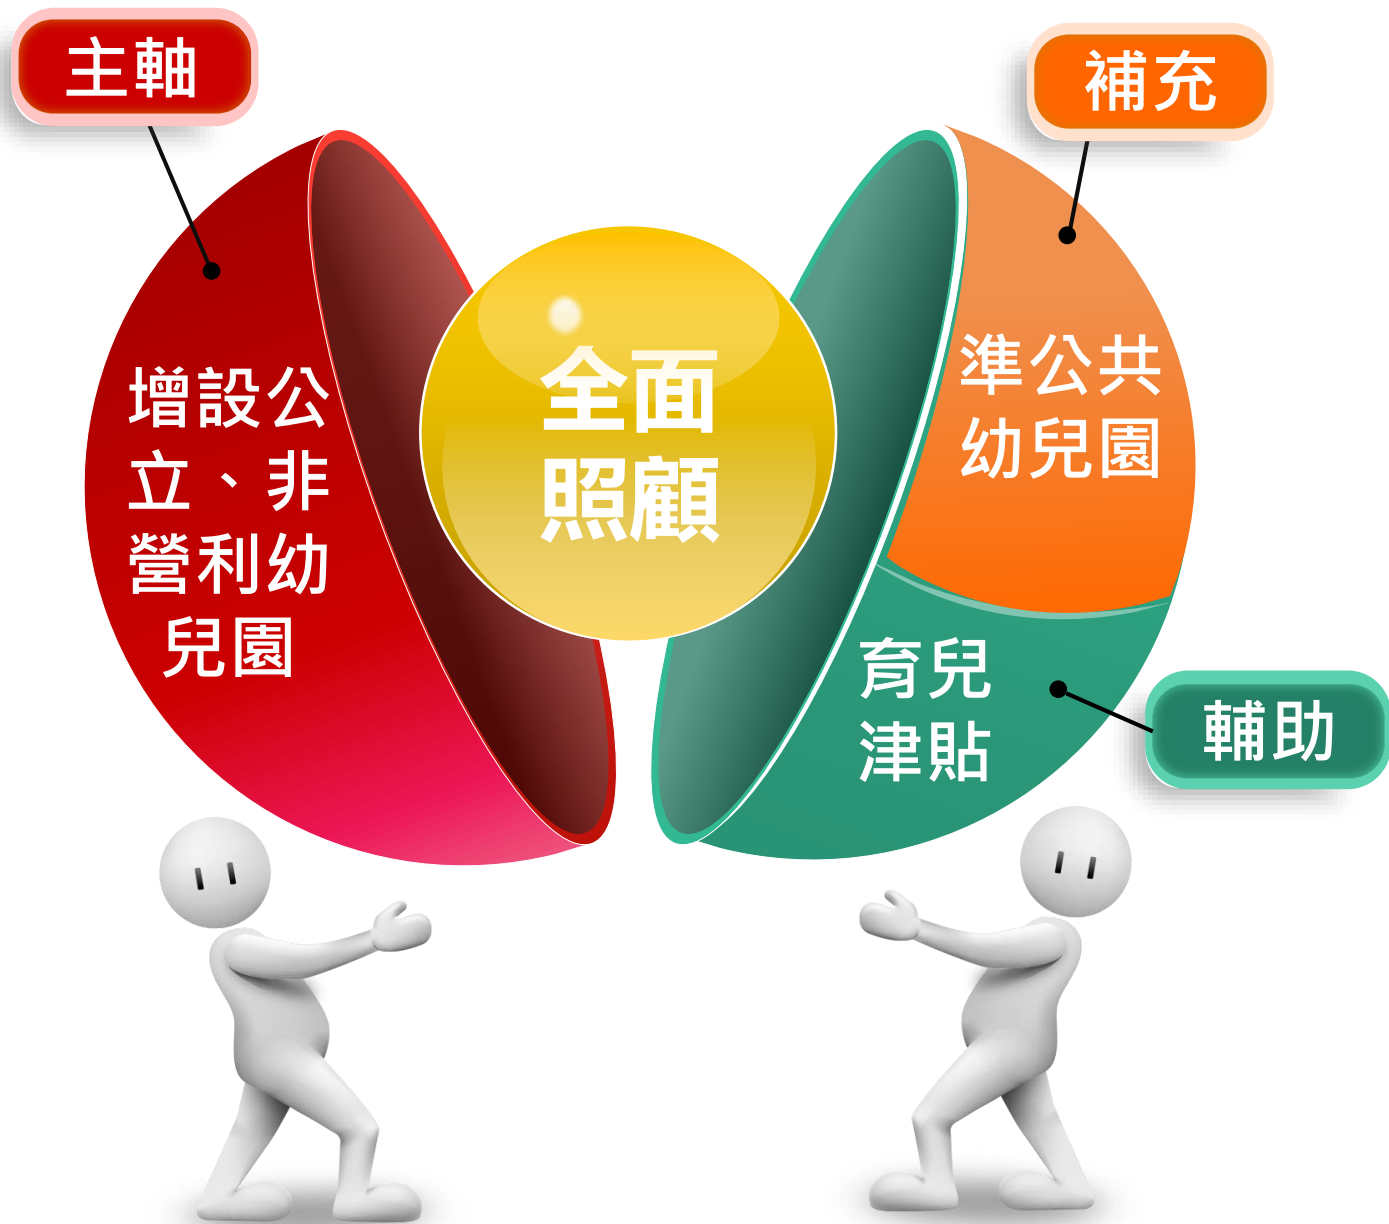 主軸
補充
增設公
立、非
營利幼
兒園
全面
照顧
準公共
幼兒園
育兒
津貼
輔助